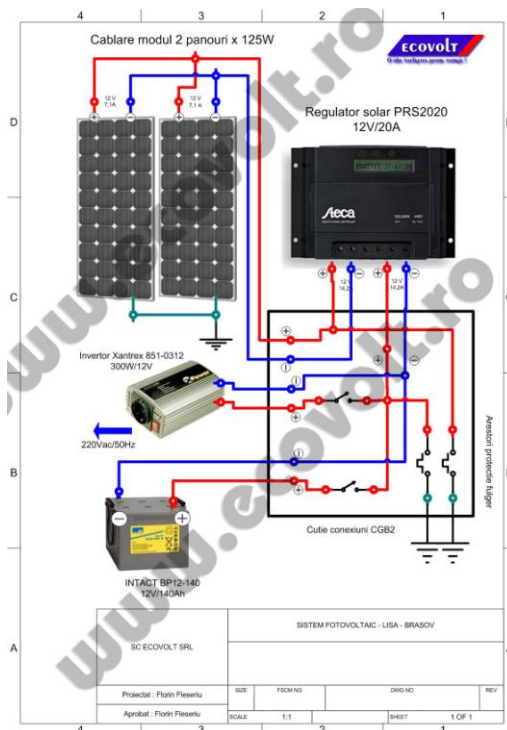 4 3 2 1
Cablare modul 2 panouri x 125W
ECOVOLT
D
12 V
7,1A
12 V
7,1 A
Regulator solar PRS2020
12V/20A
Steca
12 V
14,2A
12 V
14,2A
C
Invertor Xantrex 851-0312
300W/12V
220Vac/50Hz
B
Arestori protectie fulger
Cutie conexiuni CGB2
INTACT BP12-140
12V/140Ah
www.ecovolt.ro
www.ecovolt.ro
A
SC ECOVOLT SRL
SISTEM FOTOVOLTAIC - LISA - BRASOV
Proiectat : Florin Fleseriu
SIZE FSCM NO DWG NO REV
Aprobat : Florin Fleseriu
SCALE 1:1 SHEET 1 OF 1
4 3 2 1